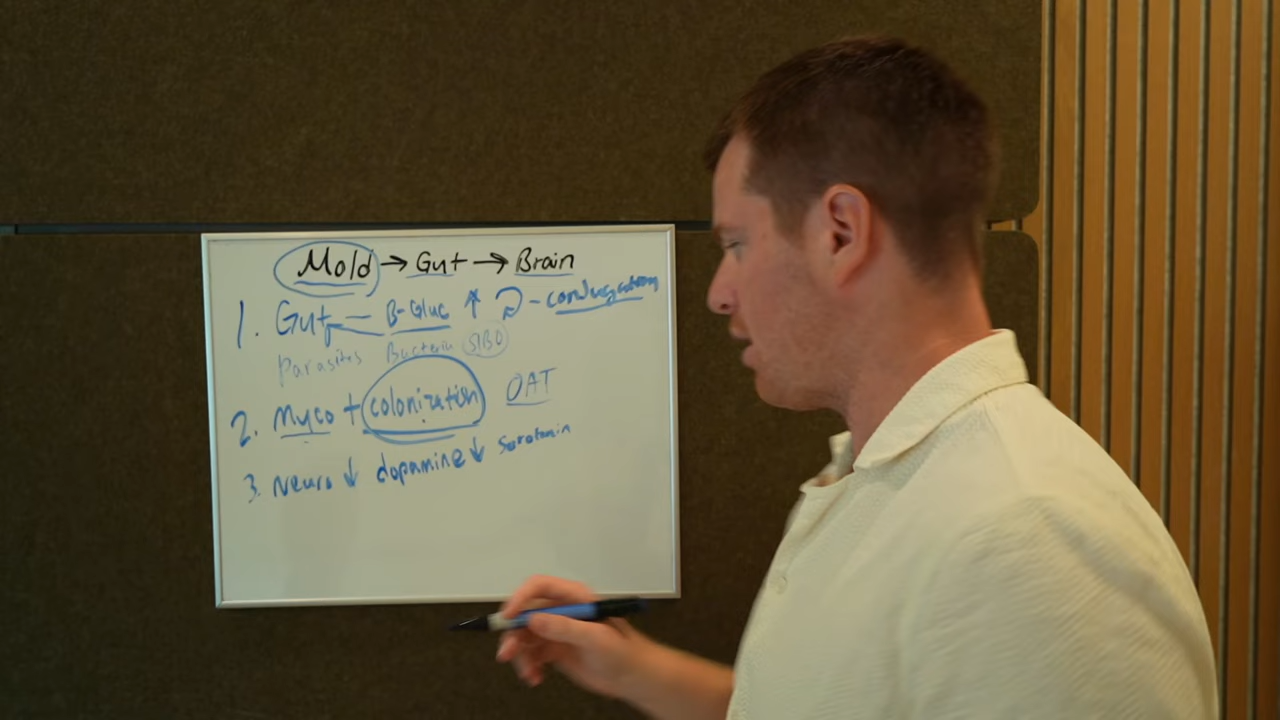 Mold → Gut → Brain
1. Gut – B-Gluc ↑ - conjugation
Parasites Bacteria SIBO
2. Myco + colonization OAT
3. Neuro ↓ dopamine ↓ Serotonin